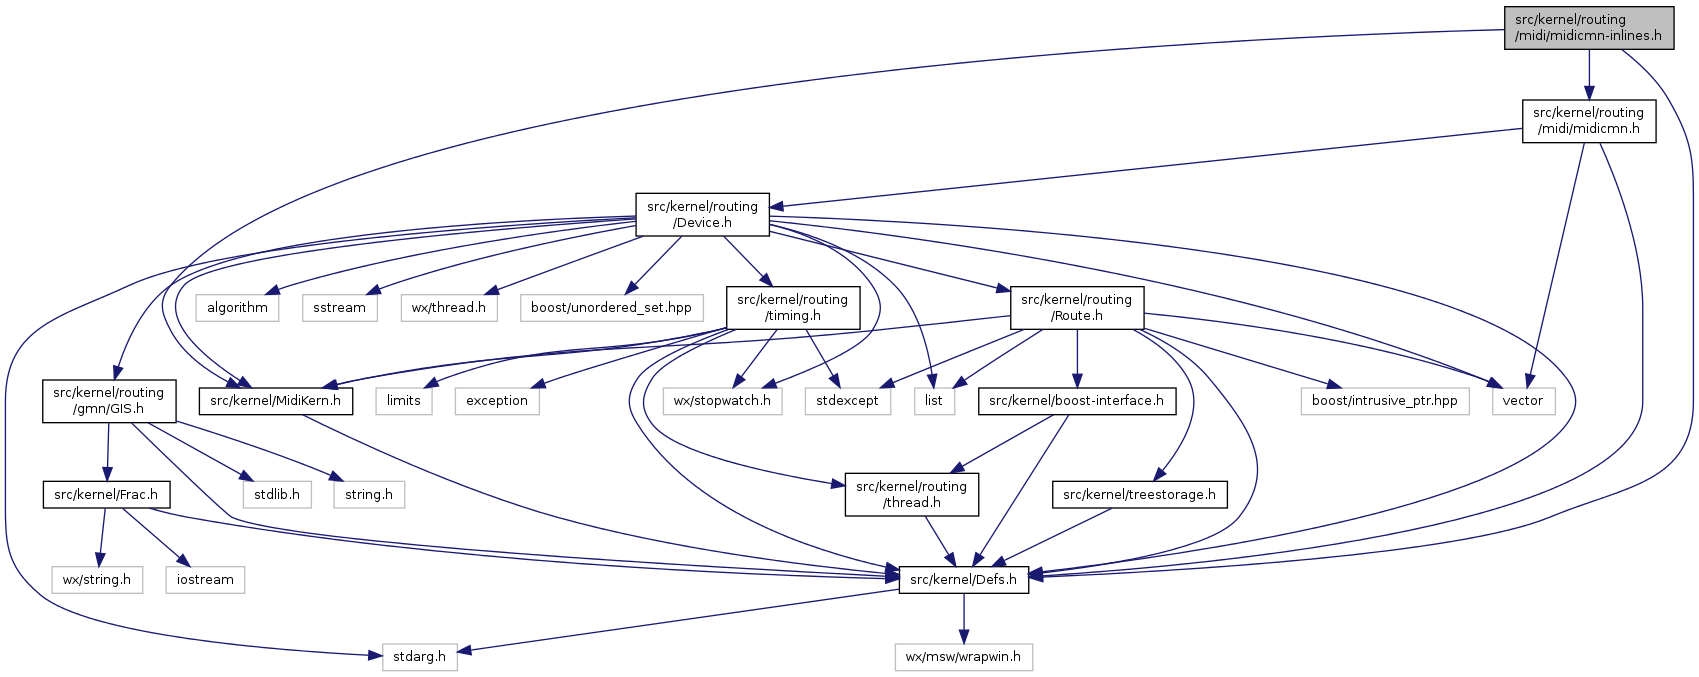 src/kernel/routing
/midi/midicmn-inlines.h
src/kernel/routing
/midi/midicmn.h
src/kernel/routing
/Device.h
algorithm
sstream
wx/thread.h
boost/unordered_set.hpp
src/kernel/routing
/timing.h
src/kernel/routing
/Route.h
src/kernel/routing
/gmn/GIS.h
src/kernel/MidiKern.h
limits
exception
wx/stopwatch.h
stdexcept
list
src/kernel/boost-interface.h
boost/intrusive_ptr.hpp
vector
src/kernel/Frac.h
stdlib.h
string.h
src/kernel/routing
/thread.h
src/kernel/treestorage.h
wx/string.h
iostream
src/kernel/Defs.h
stdarg.h
wx/msw/wrapwin.h